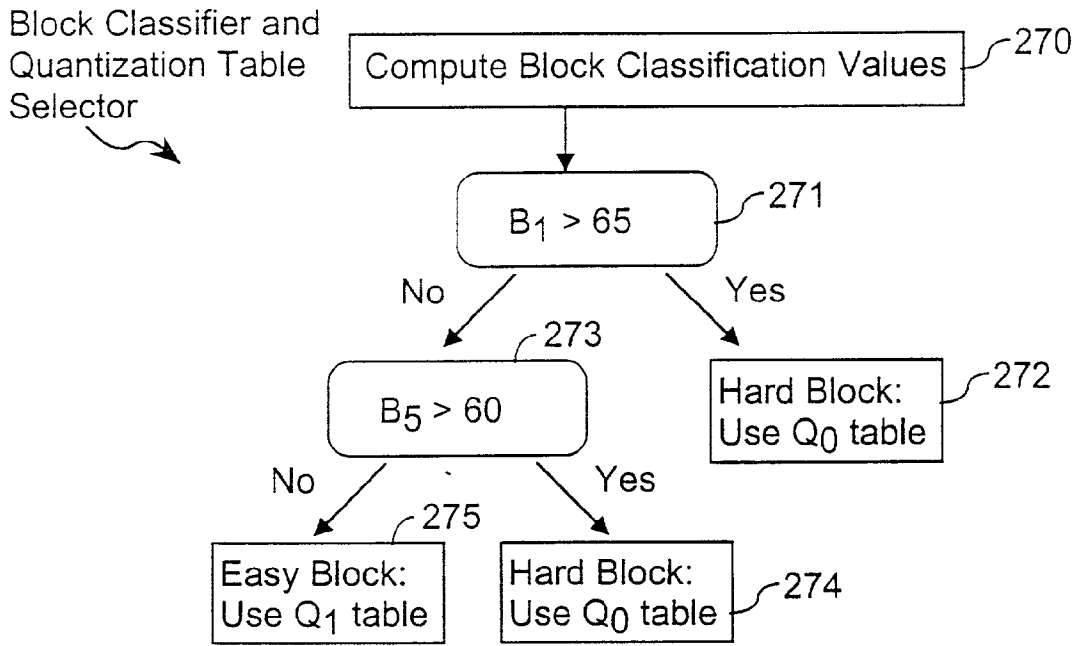 Block Classifier and
Quantization Table
Selector
270
Compute Block Classification Values
271
B1 > 65
No
Yes
273
B5 > 60
272
Hard Block:
Use Q0 table
No
Yes
275
Easy Block:
Use Q1 table
Hard Block:
Use Q0 table
274